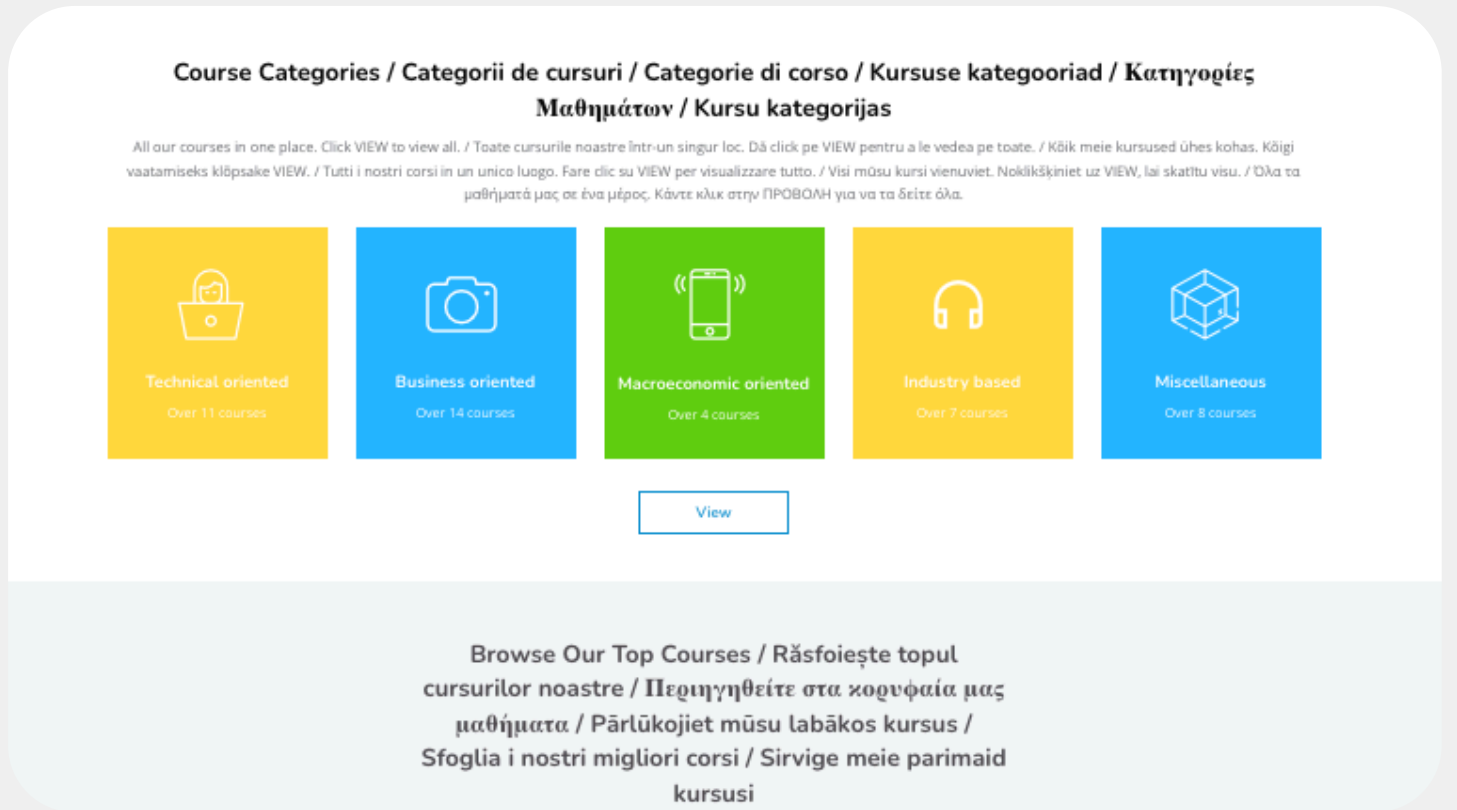 Course Categories / Categorii de cursuri / Categorie di corso / Kursuse kategooriad / Κατηγορίες
Μαθημάτων / Kursu kategorijas
All our courses in one place. Click VIEW to view all. / Toate cursurile noastre într-un singur loc. Dă click pe VIEW pentru a le vedea pe toate. / Kõik meie kursused ühes kohas. Kõigi
vaatamiseks klõpsake VIEW. / Tutti i nostri corsi in un unico luogo. Fare clic su VIEW per visualizzare tutto. / Visi mūsu kursi vienuviet. Noklikšķiniet uz VIEW, lai skatītu visu. / Όλα τα
μαθήματά μας σε ένα μέρος. Κάντε κλικ στην ΠΡΟΒΟΛΗ για να τα δείτε όλα.
Technical oriented
Over 11 courses
Business oriented
Over 14 courses
Macroeconomic oriented
Over 4 courses
Industry based
Over 7 courses
Miscellaneous
Over 8 courses
View
Browse Our Top Courses / Răsfoiește topul
cursurilor noastre / Περιηγηθείτε στα κορυφαία μας
μαθήματα / Pārlūkojiet mūsu labākos kursus /
Sfoglia i nostri migliori corsi / Sirvige meie parimaid
kursusi